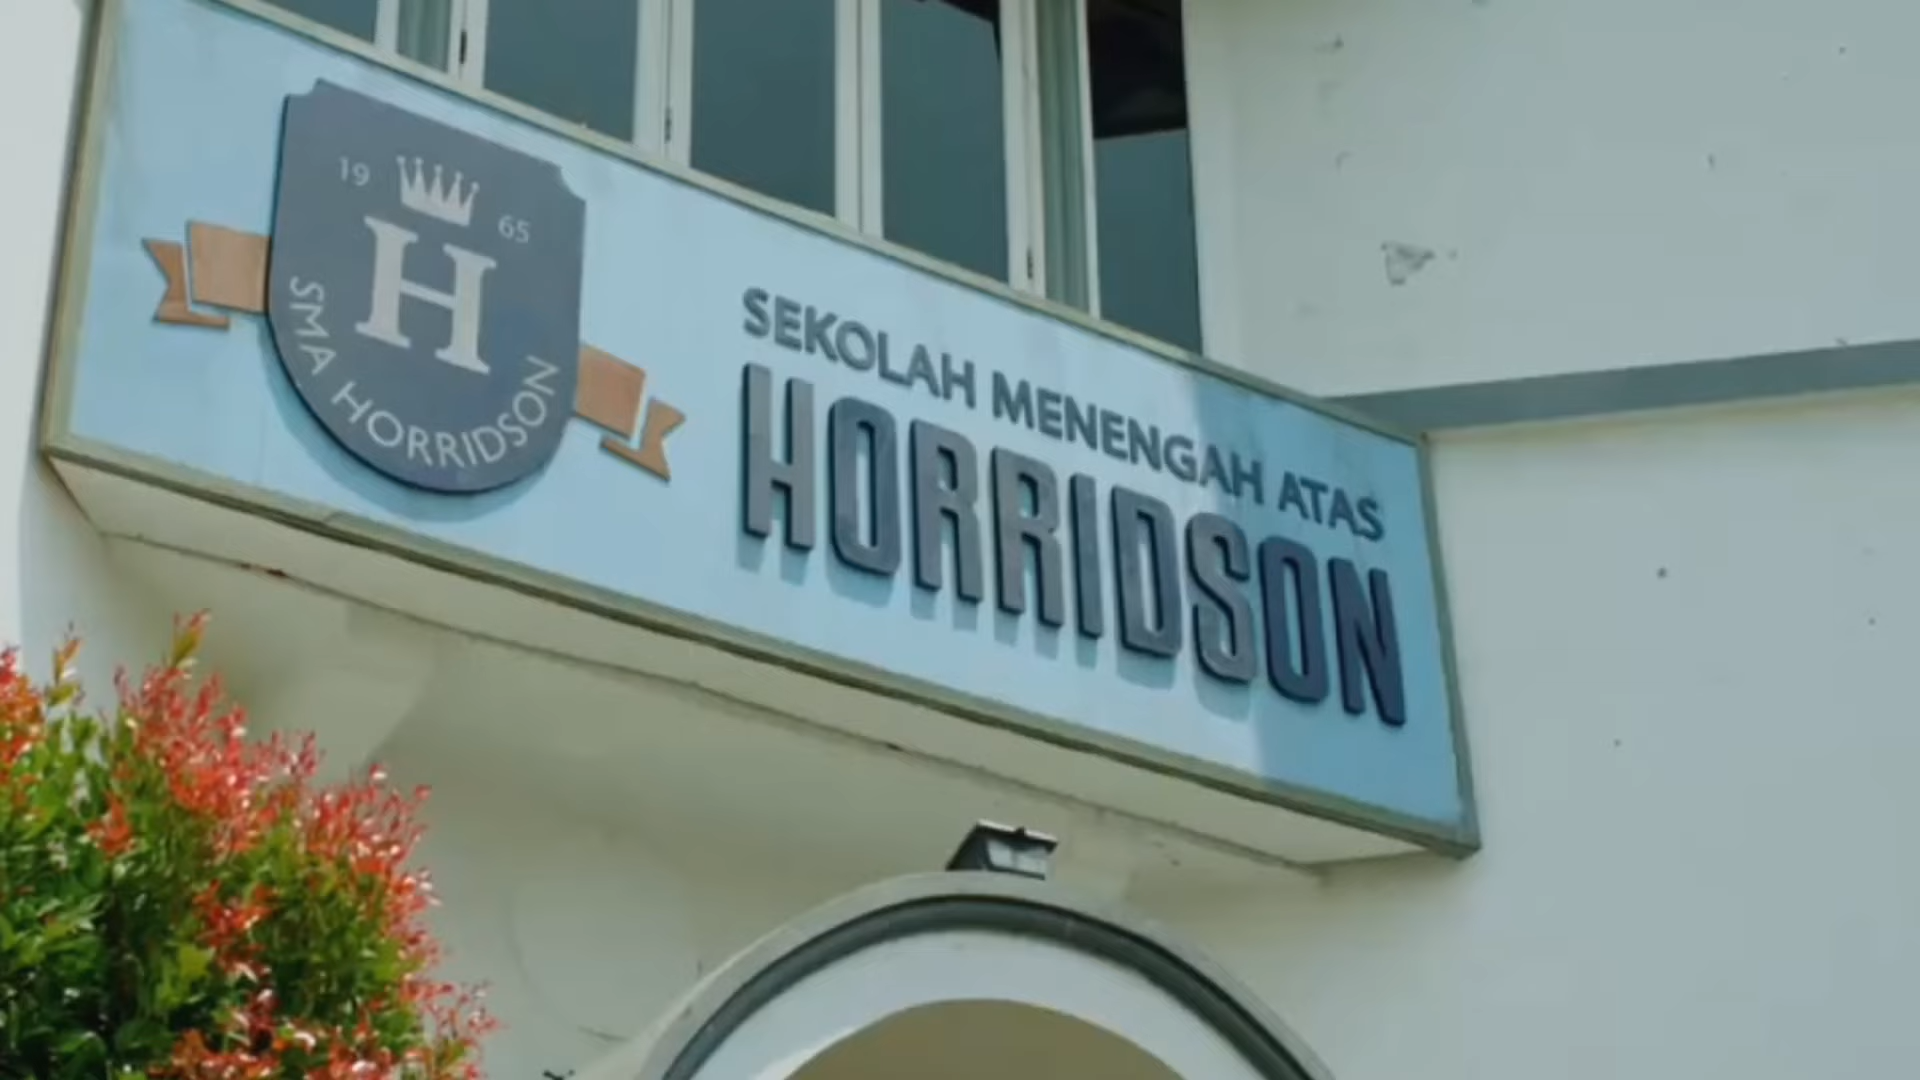 19 65
H
SMA HORRIDSON
SEKOLAH MENENGAH ATAS
HORRIDSON